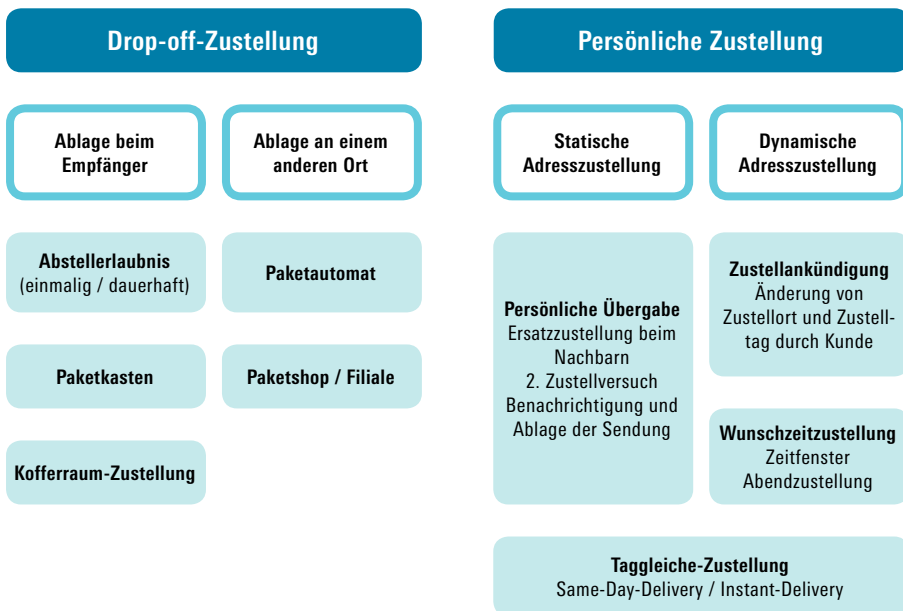 Drop-off-Zustellung
Ablage beim
Empfänger
Ablage an einem
anderen Ort
Abstellerlaubnis
(einmalig / dauerhaft)
Paketautomat
Paketkasten
Paketshop / Filiale
Kofferraum-Zustellung
Persönliche Zustellung
Statische
Adresszustellung
Dynamische
Adresszustellung
Persönliche Übergabe
Ersatzzustellung beim
Nachbarn
2. Zustellversuch
Benachrichtigung und
Ablage der Sendung
Zustellankündigung
Änderung von
Zustellort und Zustell-
tag durch Kunde
Wunschzeitzustellung
Zeitfenster
Abendzustellung
Taggleiche-Zustellung
Same-Day-Delivery / Instant-Delivery